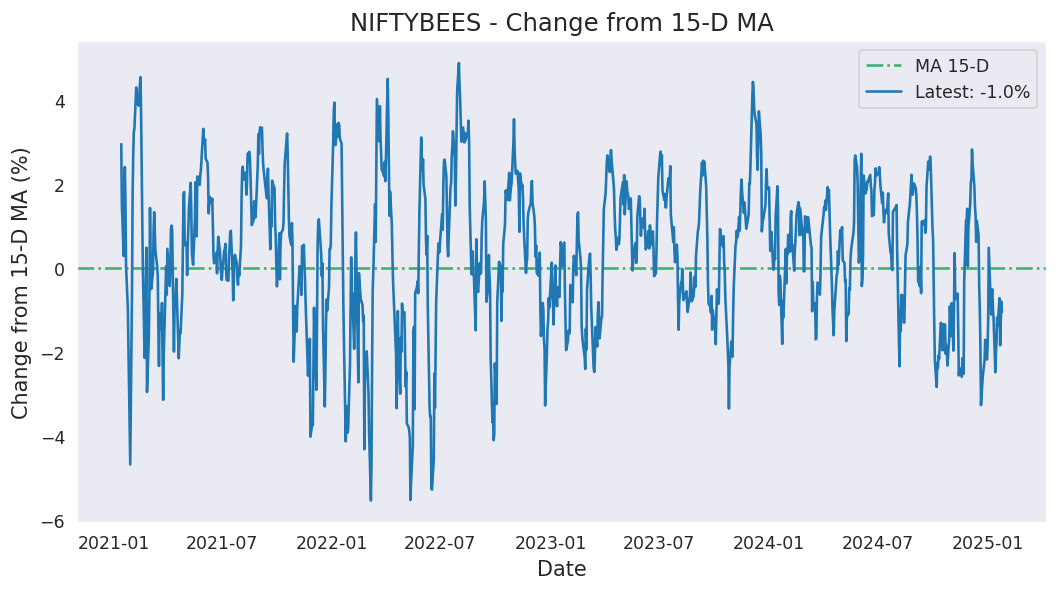 NIFTYBEES - Change from 15-D MA
MA 15-D
Latest: -1.0%
Change from 15-D MA (%)
4
2
0
−2
−4
−6
2021-01 2021-07 2022-01 2022-07 2023-01 2023-07 2024-01 2024-07 2025-01
Date